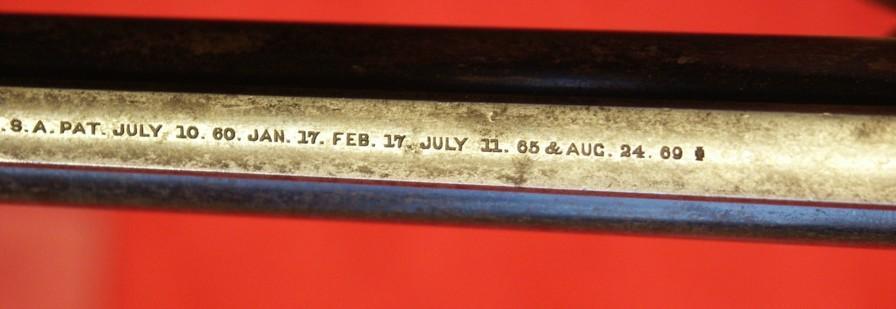 .S.A. PAT. JULY 10. 60. JAN. 17. FEB. 17. JULY 11. 65 & AUG. 24. 69